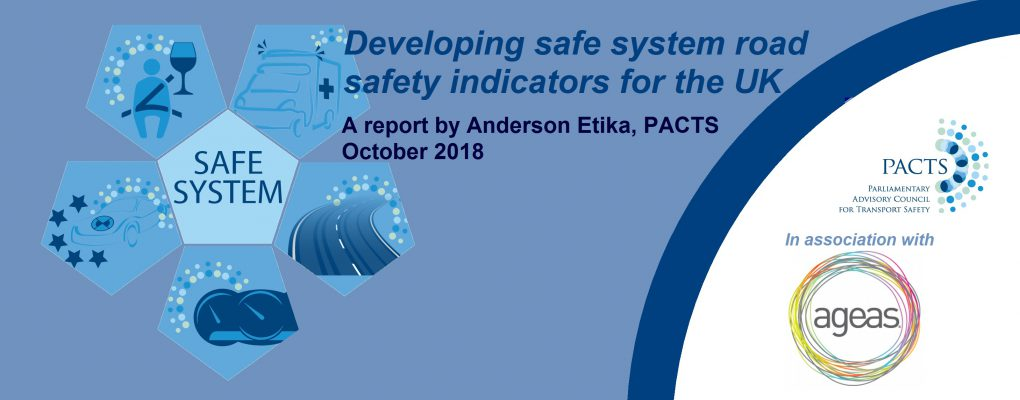 Developing safe system road
safety indicators for the UK
A report by Anderson Etika, PACTS
October 2018
SAFE
SYSTEM
PACTS
PARLIAMENTARY
ADVISORY COUNCIL
FOR TRANSPORT SAFETY
In association with
ageas